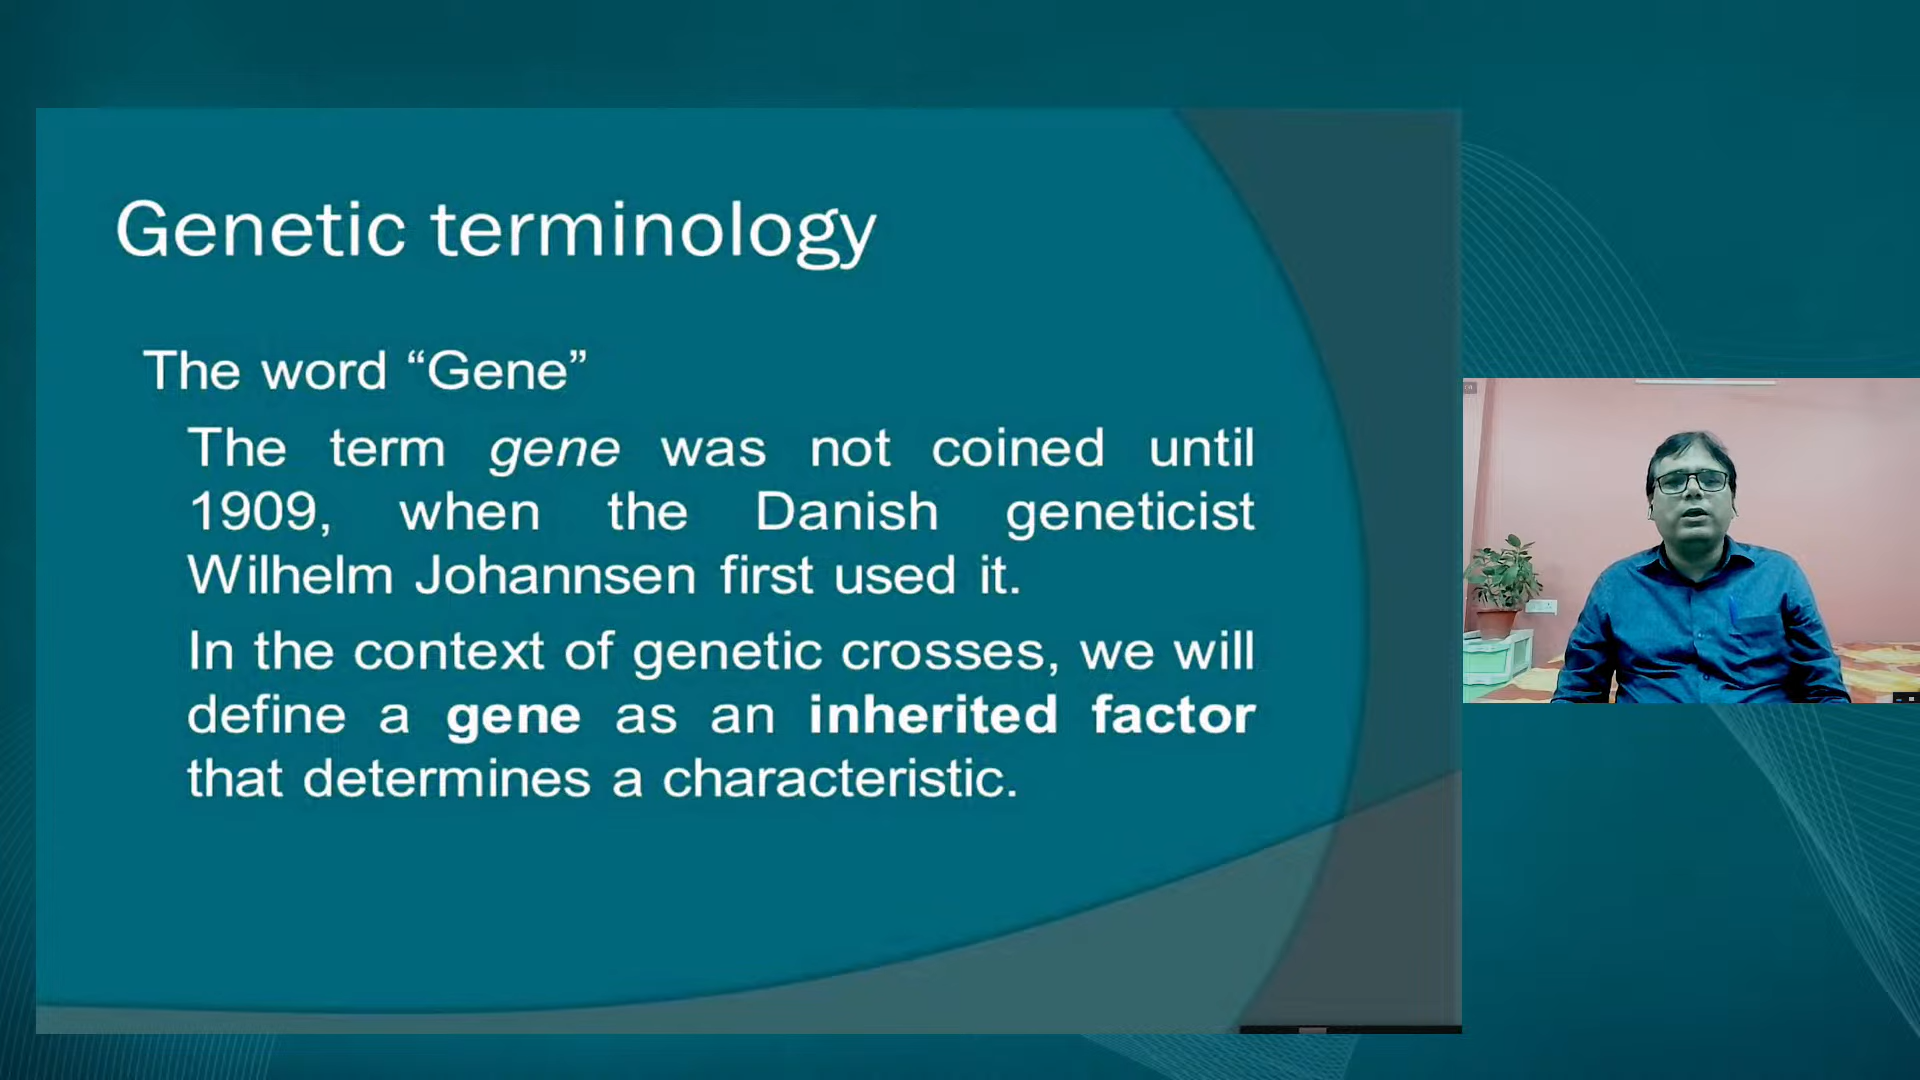 Genetic terminology
The word “Gene”
The term gene was not coined until
1909, when the Danish geneticist
Wilhelm Johannsen first used it.
In the context of genetic crosses, we will
define a gene as an inherited factor
that determines a characteristic.